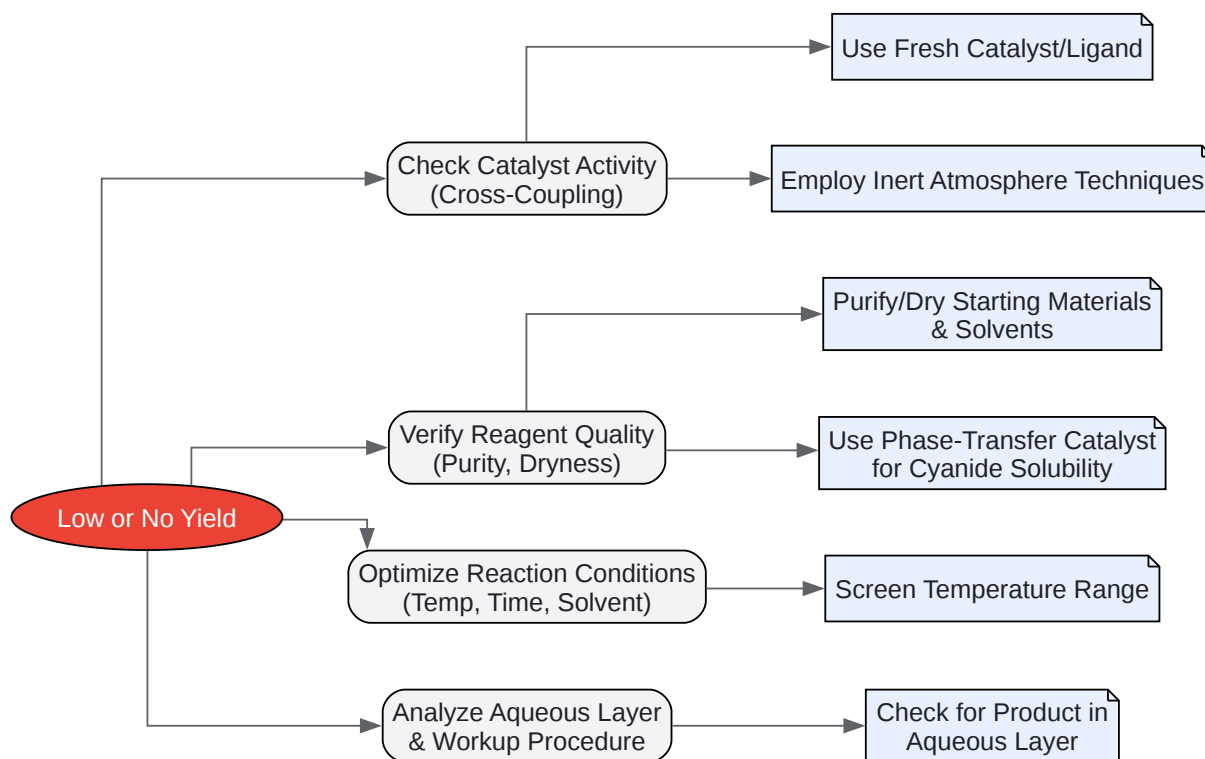 Use Fresh Catalyst/Ligand
Check Catalyst Activity
(Cross-Coupling)
Employ Inert Atmosphere Techniques
Purify/Dry Starting Materials
& Solvents
Verify Reagent Quality
(Purity, Dryness)
Use Phase-Transfer Catalyst
for Cyanide Solubility
Low or No Yield
Optimize Reaction Conditions
(Temp, Time, Solvent)
Screen Temperature Range
Analyze Aqueous Layer
& Workup Procedure
Check for Product in
Aqueous Layer